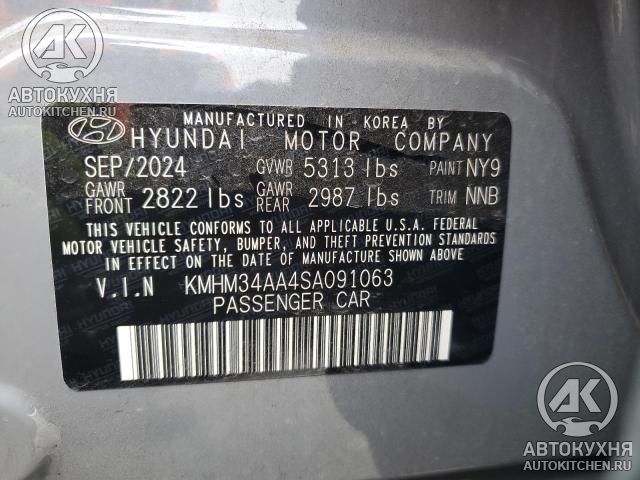 AK
АВТОКУХНЯ
AUTOKITCHEN.RU
MANUFACTURED IN KOREA BY
HYUNDAI MOTOR COMPANY
SEP/2024 GVWR 5313 lbs PAINT NY9
GAWR FRONT 2822 lbs GAWR REAR 2987 lbs TRIM NNB
THIS VEHICLE CONFORMS TO ALL APPLICABLE U.S.A. FEDERAL
MOTOR VEHICLE SAFETY, BUMPER, AND THEFT PREVENTION STANDARDS
IN EFFECT ON THE DATE OF MANUFACTURE SHOWN ABOVE.
V.I.N KMHM34AA4SA091063
PASSENGER CAR
AK
АВТОКУХНЯ
AUTOKITCHEN.RU